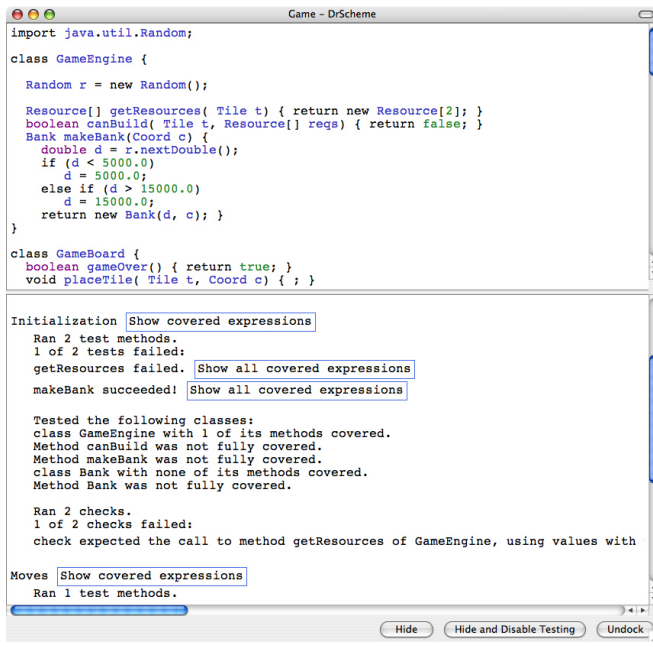 Game – DrScheme
import java.util.Random;
class GameEngine {
Random r = new Random();
Resource[] getResources( Tile t) { return new Resource[2]; }
boolean canBuild( Tile t, Resource[] reqs) { return false; }
Bank makeBank(Coord c) {
double d = r.nextDouble();
if (d < 5000.0)
d = 5000.0;
else if (d > 15000.0)
d = 15000.0;
return new Bank(d, c); }
}
class GameBoard {
boolean gameOver() { return true; }
void placeTile( Tile t, Coord c) { ; }
Initialization Show covered expressions
Ran 2 test methods.
1 of 2 tests failed:
getResources failed. Show all covered expressions
makeBank succeeded! Show all covered expressions
Tested the following classes:
class GameEngine with 1 of its methods covered.
Method canBuild was not fully covered.
Method makeBank was not fully covered.
class Bank with none of its methods covered.
Method Bank was not fully covered.
Ran 2 checks.
1 of 2 checks failed:
check expected the call to method getResources of GameEngine, using values with
Moves Show covered expressions
Ran 1 test methods.
Hide Hide and Disable Testing Undock